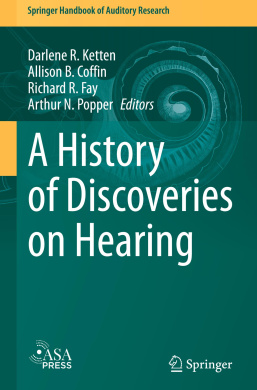 Springer Handbook of Auditory Research
Darlene R. Ketten
Allison B. Coffin
Richard R. Fay
Arthur N. Popper Editors
A History
of Discoveries
on Hearing
ASA
PRESS
Springer